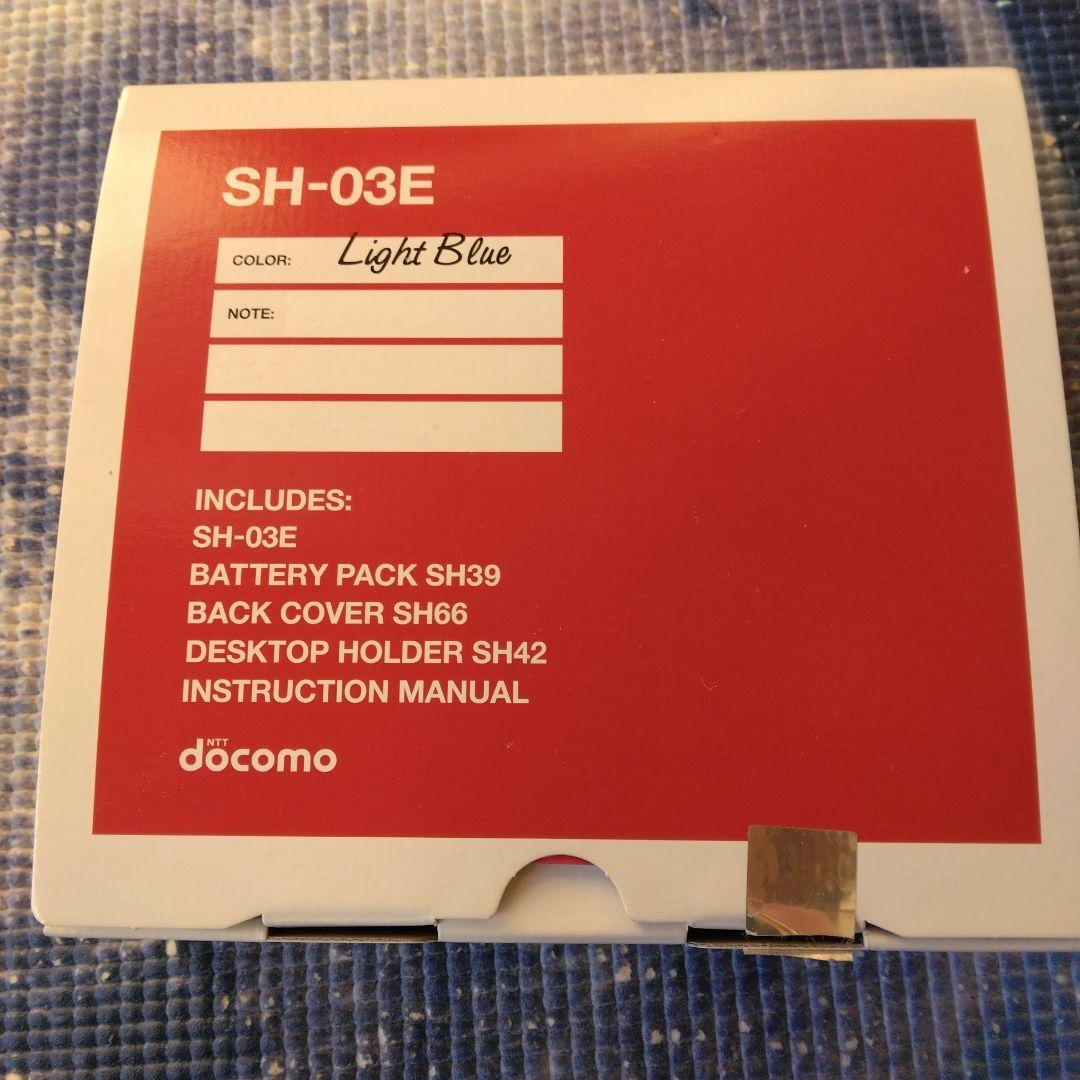 SH-03E
COLOR: Light Blue
NOTE:
INCLUDES:
SH-03E
BATTERY PACK SH39
BACK COVER SH66
DESKTOP HOLDER SH42
INSTRUCTION MANUAL
NTT
docomo